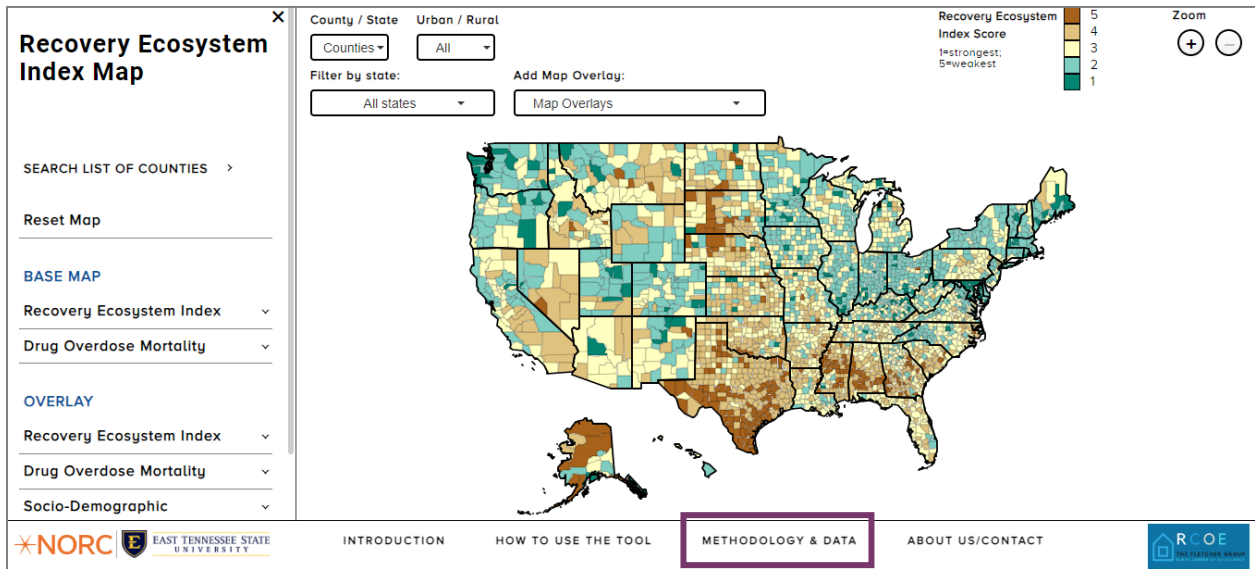 ×
Recovery Ecosystem
Index Map
SEARCH LIST OF COUNTIES >
Reset Map
BASE MAP
Recovery Ecosystem Index
Drug Overdose Mortality
OVERLAY
Recovery Ecosystem Index
Drug Overdose Mortality
Socio-Demographic
County / State
Counties
Urban / Rural
All
Filter by state:
All states
Add Map Overlay:
Map Overlays
Recovery Ecosystem
Index Score
1=strongest;
5=weakest
5
4
3
2
1
Zoom
+ −
NORC
E
EAST TENNESSEE STATE
UNIVERSITY
INTRODUCTION
HOW TO USE THE TOOL
METHODOLOGY & DATA
ABOUT US/CONTACT
RCOE
THE FLETCHER GROUP